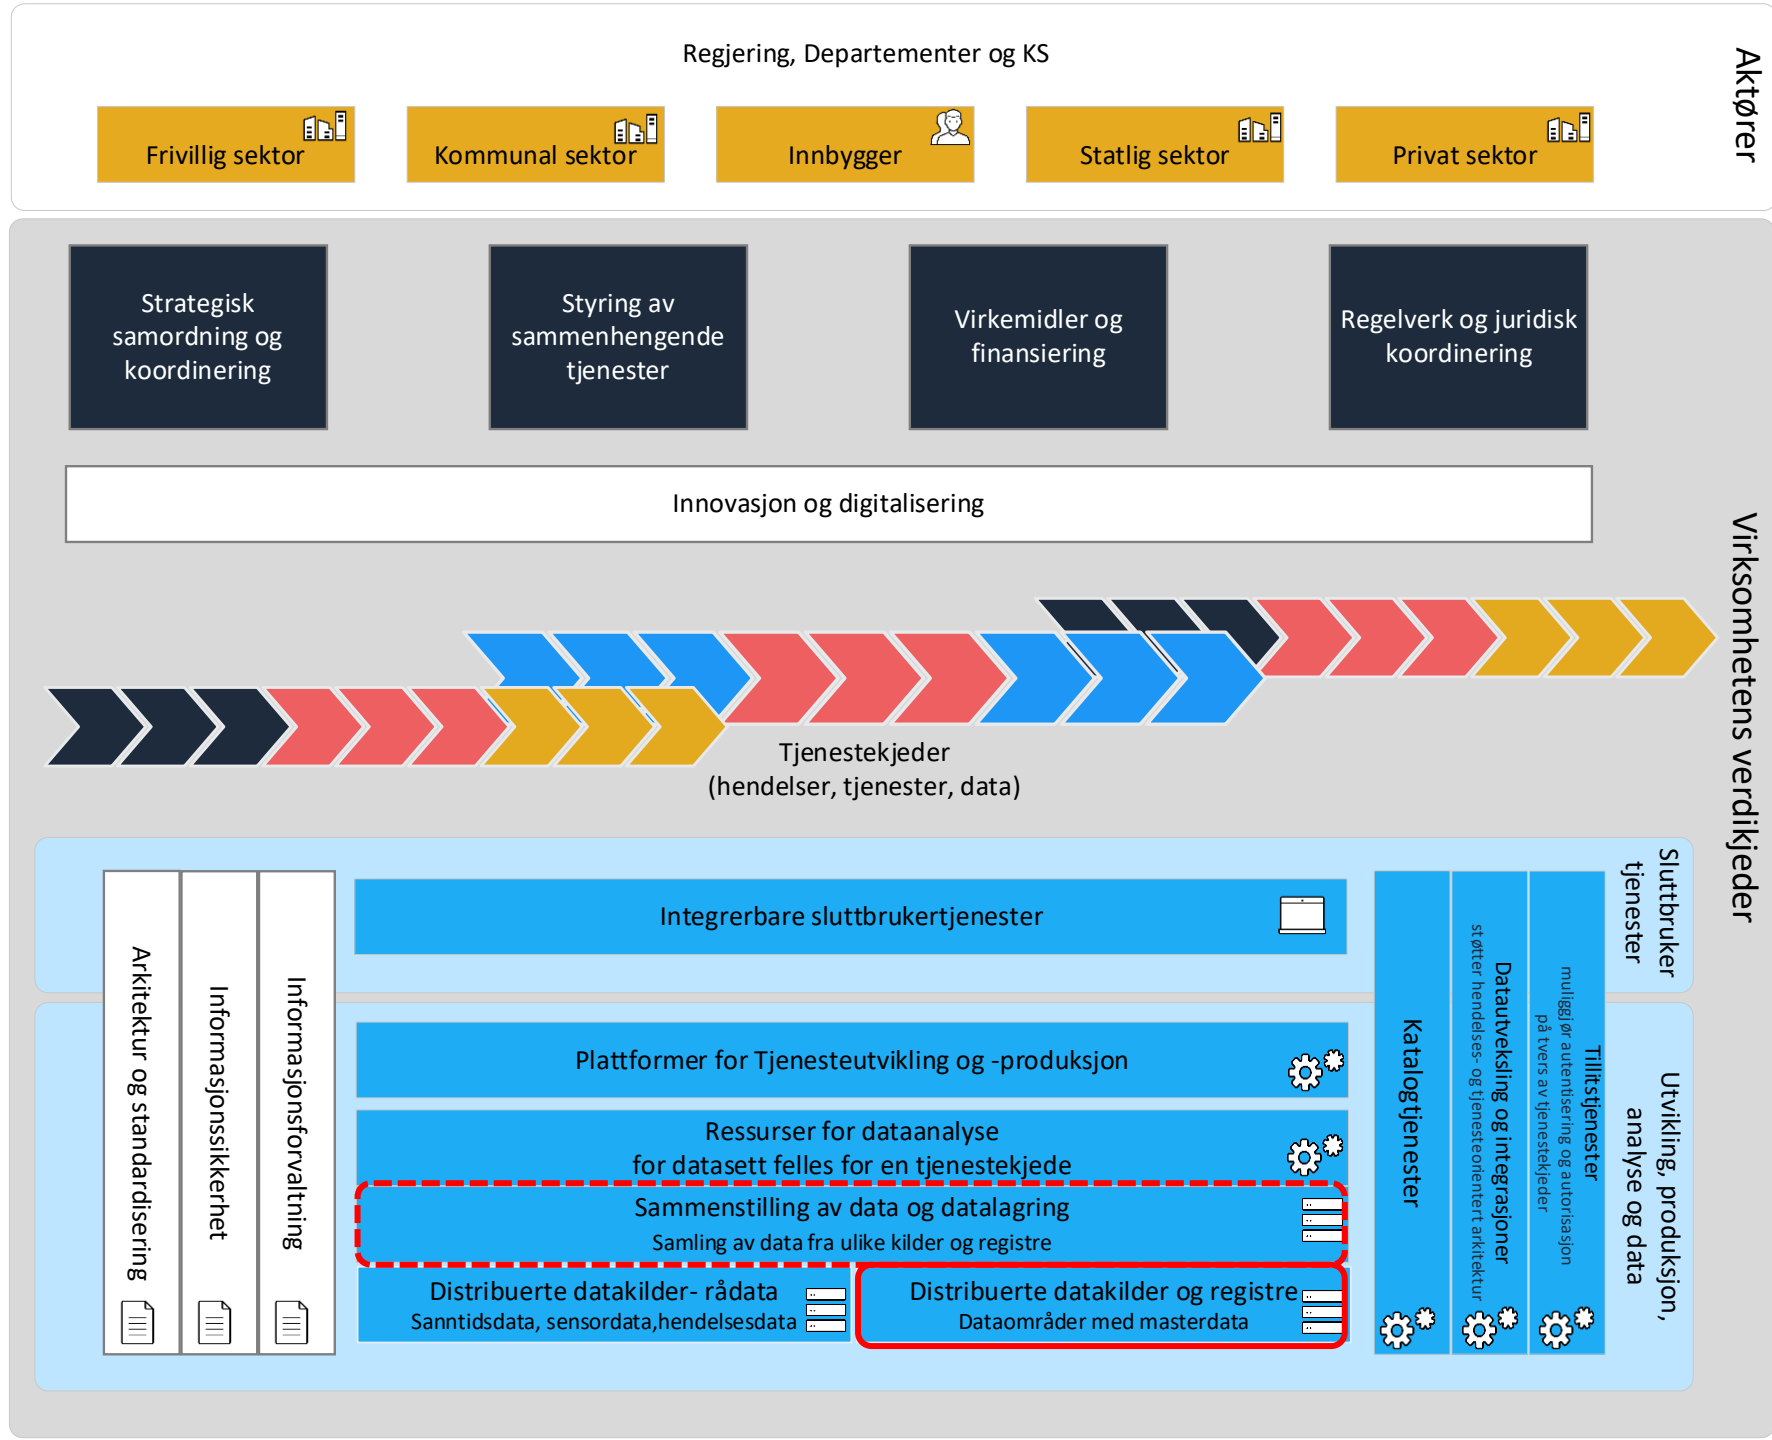 Regjering, Departementer og KS
Aktører
Frivillig sektor
Kommunal sektor
Innbygger
Statlig sektor
Privat sektor
Virksomhetens verdikjeder
Strategisk
samordning og
koordinering
Styring av
sammenhengende
tjenester
Virkemidler og
finansiering
Regelverk og juridisk
koordinering
Innovasjon og digitalisering
Tjenestekjeder
(hendelser, tjenester, data)
Sluttbruker
tjenester
Arkitektur og standardisering
Informasjonssikkerhet
Informasjonsforvaltning
Integrerbare sluttbrukertjenester
Plattformer for Tjenesteutvikling og -produksjon
Ressurser for dataanalyse
for datasett felles for en tjenestekjede
Sammenstilling av data og datalagring
Samling av data fra ulike kilder og registre
Distribuerte datakilder- rådata
Sanntidsdata, sensordata,hendelsesdata
Distribuerte datakilder og registre
Dataområder med masterdata
Katalogtjenester
Datautveksling og integrasjoner
støtter hendelses- og tjenesteorientert arkitektur
Tillitstjenester
muliggjør autentisering og autorisasjon
på tvers av tjenestekjeder
Utvikling, produksjon,
analyse og data